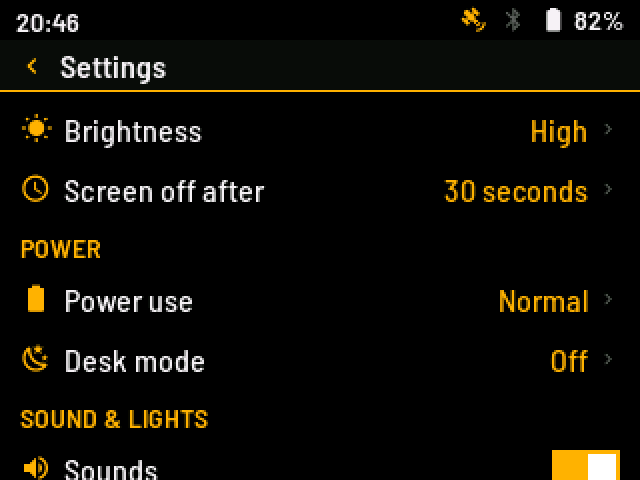 20:46 82%
Settings
Brightness High
Screen off after 30 seconds
POWER
Power use Normal
Desk mode Off
SOUND & LIGHTS
Sounds